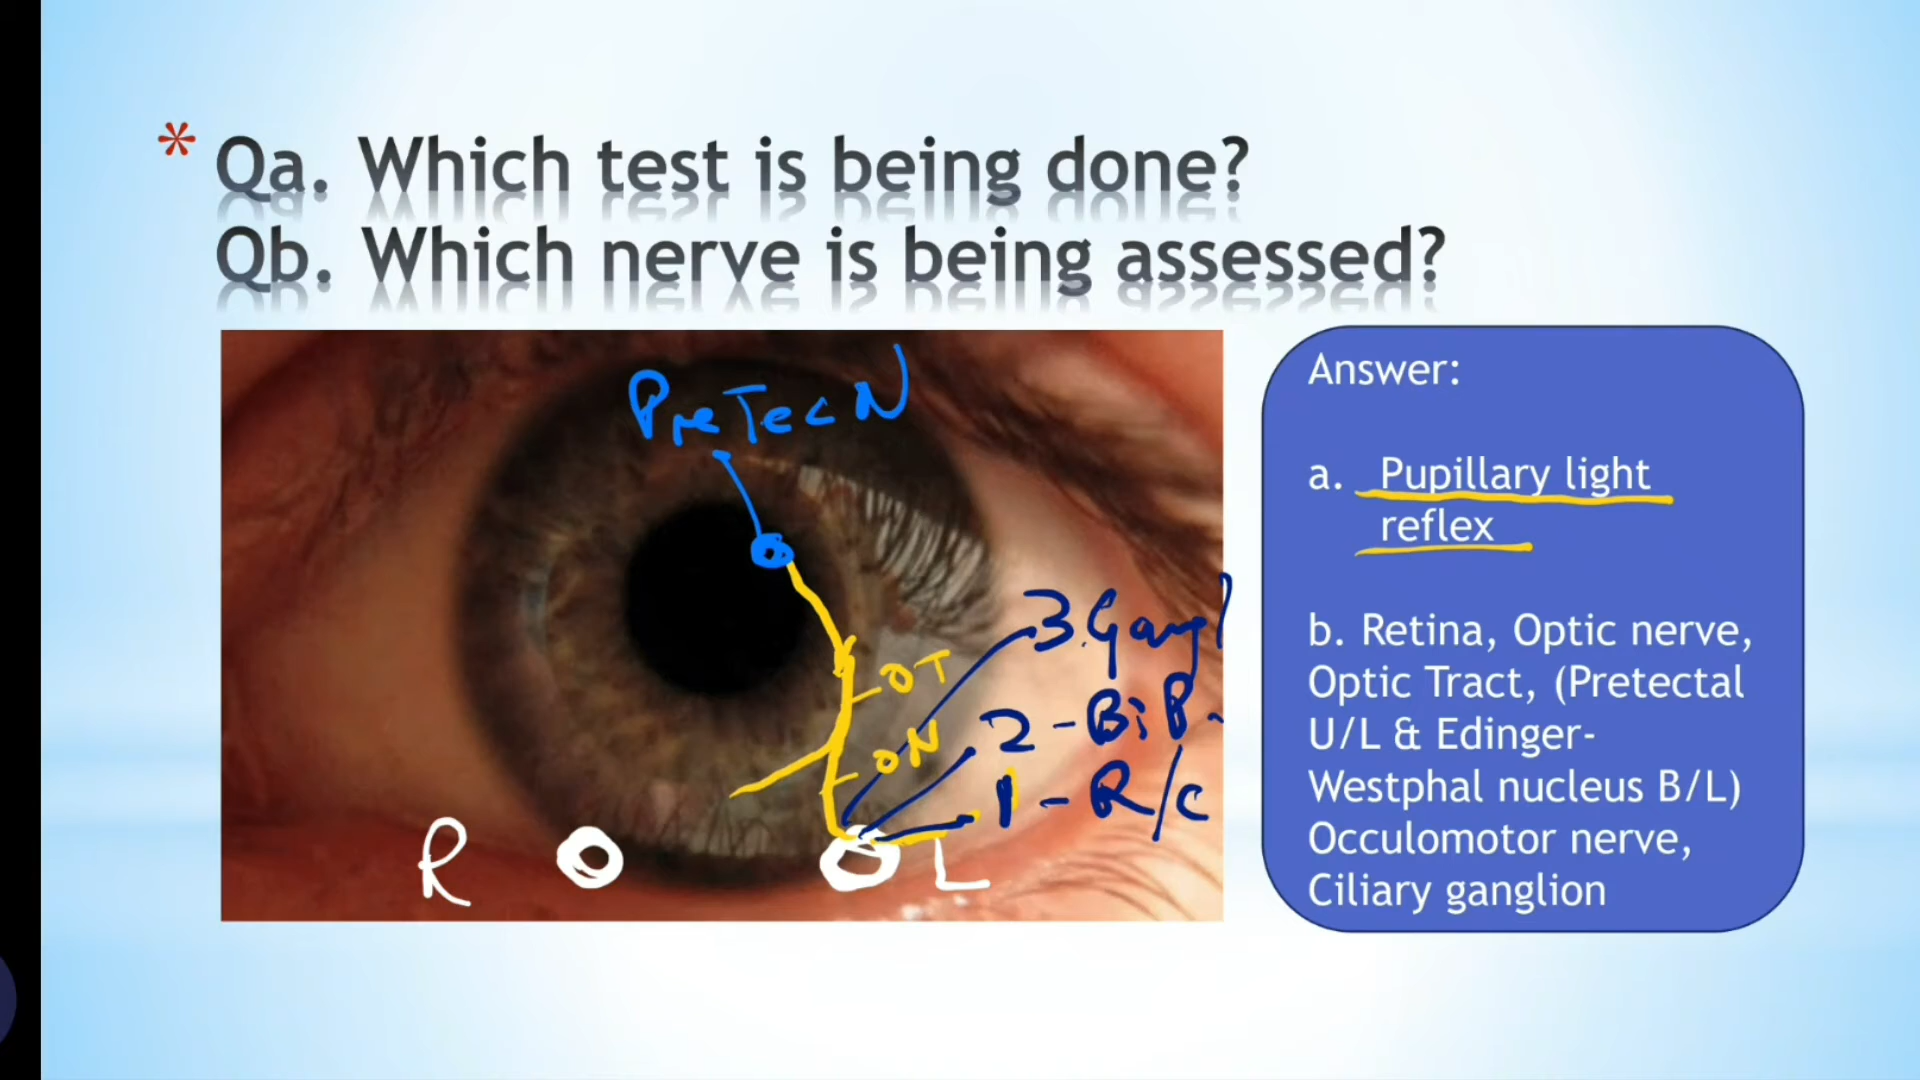 * Qa. Which test is being done?
Qb. Which nerve is being assessed?
PreTec N
3. Gangl
OT
2 - BiP -
ON
1 - R/c
R
L
Answer:
a. Pupillary light
reflex
b. Retina, Optic nerve,
Optic Tract, (Pretectal
U/L & Edinger-
Westphal nucleus B/L)
Occulomotor nerve,
Ciliary ganglion